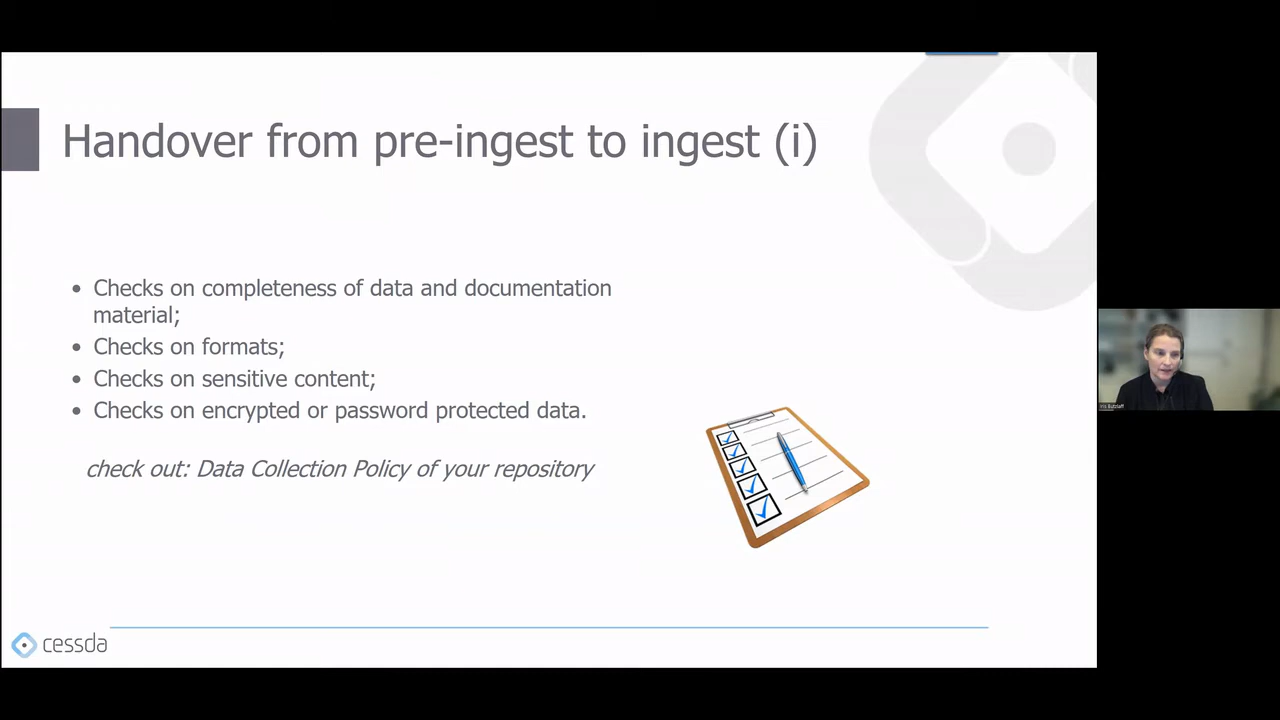 Handover from pre-ingest to ingest (i)
• Checks on completeness of data and documentation
material;
• Checks on formats;
• Checks on sensitive content;
• Checks on encrypted or password protected data.
check out: Data Collection Policy of your repository
cessda